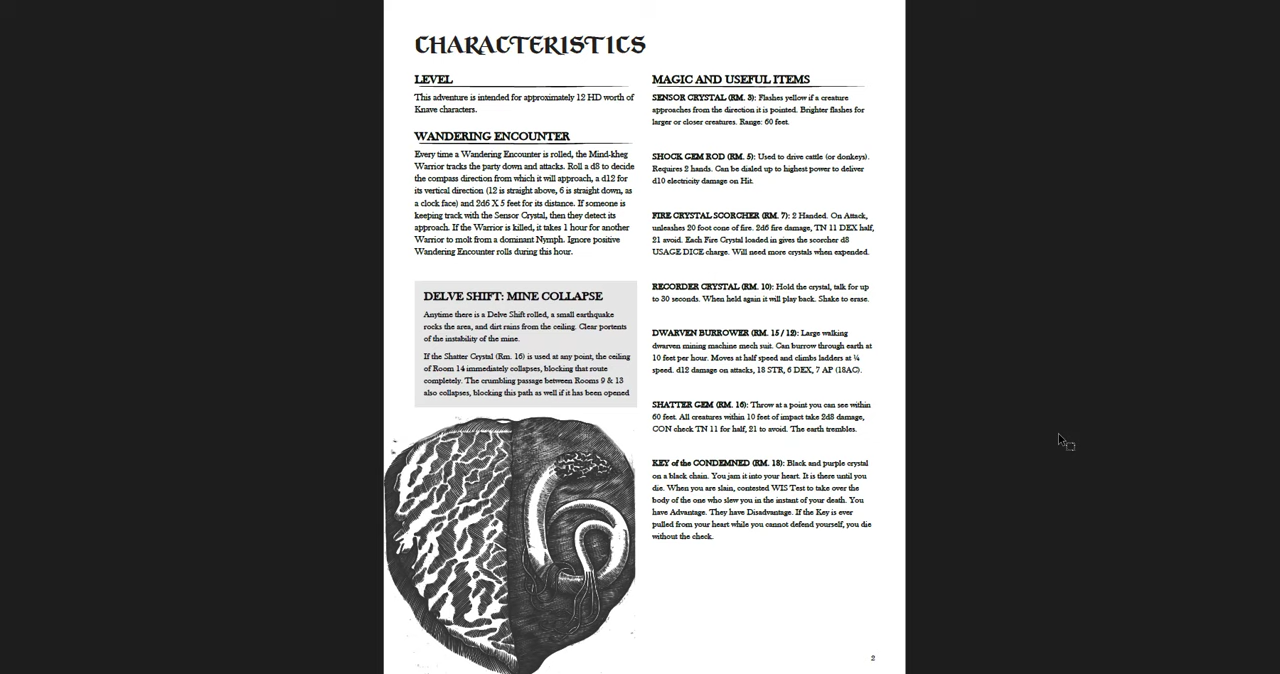 CHARACTERISTICS
LEVEL
This adventure is intended for approximately 12 HD worth of
Knave characters.
WANDERING ENCOUNTER
Every time a Wandering Encounter is rolled, the Mind-kheg
Warrior tracks the party down and attacks. Roll a d8 to decide
the compass direction from which it will approach, a d12 for
its vertical direction (12 is straight above, 6 is straight down, as
a clock face) and 2d6 X 5 feet for its distance. If someone is
keeping track with the Sensor Crystal, then they detect its
approach. If the Warrior is killed, it takes 1 hour for another
Warrior to molt from a dominant Nymph. Ignore positive
Wandering Encounter rolls during this hour.
DELVE SHIFT: MINE COLLAPSE
Anytime there is a Delve Shift rolled, a small earthquake
rocks the area, and dirt rains from the ceiling. Clear portents
of the instability of the mine.
If the Shatter Crystal (Rm. 16) is used at any point, the ceiling
of Room 14 immediately collapses, blocking that route
completely. The crumbling passage between Rooms 9 & 13
also collapses, blocking this path as well if it has been opened
MAGIC AND USEFUL ITEMS
SENSOR CRYSTAL (RM. 3): Flashes yellow if a creature
approaches from the direction it is pointed. Brighter flashes for
larger or closer creatures. Range: 60 feet.
SHOCK GEM ROD (RM. 5): Used to drive cattle (or donkeys).
Requires 2 hands. Can be dialed up to highest power to deliver
d10 electricity damage on Hit.
FIRE CRYSTAL SCORCHER (RM. 7): 2 Handed. On Attack,
unleashes 20 foot cone of fire. 2d6 fire damage, TN 11 DEX half,
21 avoid. Each Fire Crystal loaded in gives the scorcher d8
USAGE DICE charge. Will need more crystals when expended.
RECORDER CRYSTAL (RM. 10): Hold the crystal, talk for up
to 30 seconds. When held again it will play back. Shake to erase.
DWARVEN BURROWER (RM. 15 / 12): Large walking
dwarven mining machine mech suit. Can burrow through earth at
10 feet per hour. Moves at half speed and climbs ladders at ¼
speed. d12 damage on attacks, 18 STR, 6 DEX, 7 AP (18AC).
SHATTER GEM (RM. 16): Throw at a point you can see within
60 feet. All creatures within 10 feet of impact take 2d8 damage,
CON check TN 11 for half, 21 to avoid. The earth trembles.
KEY of the CONDEMNED (RM. 18): Black and purple crystal
on a black chain. You jam it into your heart. It is there until you
die. When you are slain, contested WIS Test to take over the
body of the one who slew you in the instant of your death. You
have Advantage. They have Disadvantage. If the Key is ever
pulled from your heart while you cannot defend yourself, you die
without the check.
2